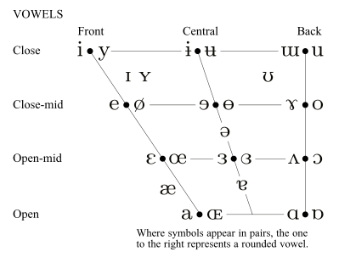 VOWELS
Front Central Back
Close i • y ɨ • ʉ ɯ • u
ɪ ʏ ʊ
Close-mid e • ø ɘ • ɵ ɤ • o
ə
Open-mid ɛ • œ ɜ • ɞ ʌ • ɔ
æ ɐ
Open a • ɶ ɑ • ɒ
Where symbols appear in pairs, the one
to the right represents a rounded vowel.